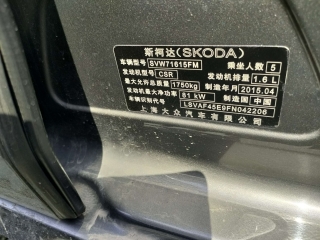 斯柯达(SKODA)
车辆型号 SVW71615FM 乘坐人数 5
发动机型号 CSR 发动机排量 1.6 L
最大允许总质量 1750kg 制造年月 2015.04
发动机最大净功率 81 kW 制造国 中国
车辆识别代号 LSVAF45E9FN042206
上海大众汽车有限公司